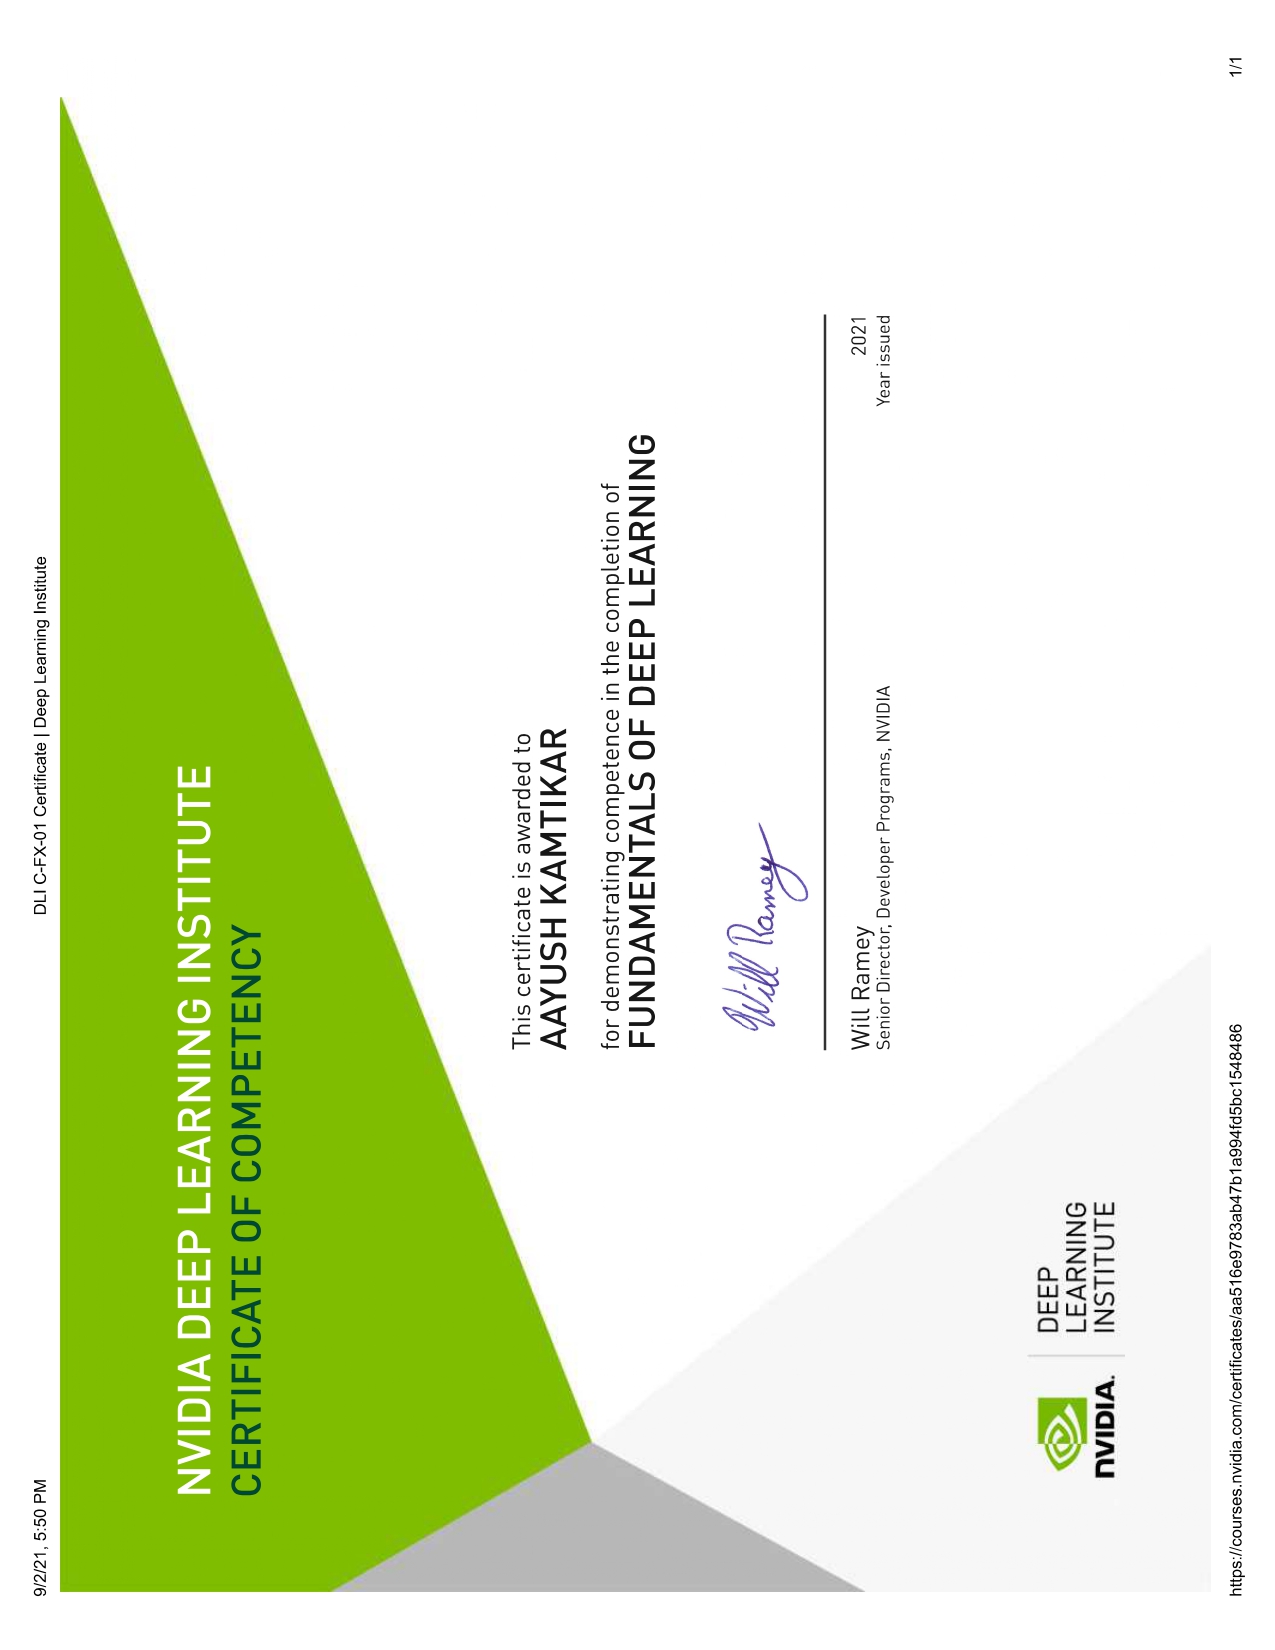 9/2/21, 5:50 PM
DLI C-FX-01 Certificate | Deep Learning Institute
NVIDIA DEEP LEARNING INSTITUTE
CERTIFICATE OF COMPETENCY
This certificate is awarded to
AAYUSH KAMTIKAR
for demonstrating competence in the completion of
FUNDAMENTALS OF DEEP LEARNING
Will Ramey
Will Ramey
2021
Senior Director, Developer Programs, NVIDIA
Year issued
nVIDIA.
DEEP
LEARNING
INSTITUTE
https://courses.nvidia.com/certificates/aa516e9783ab47b1a994fd5bc1548486
1/1